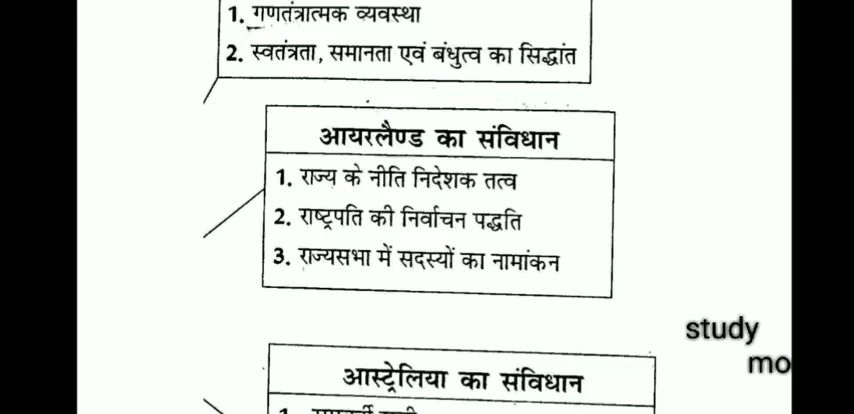 1. गणतंत्रात्मक व्यवस्था
2. स्वतंत्रता, समानता एवं बंधुत्व का सिद्धांत
आयरलैण्ड का संविधान
1. राज्य के नीति निदेशक तत्व
2. राष्ट्रपति की निर्वाचन पद्धति
3. राज्यसभा में सदस्यों का नामांकन
study
mo
आस्ट्रेलिया का संविधान
1.